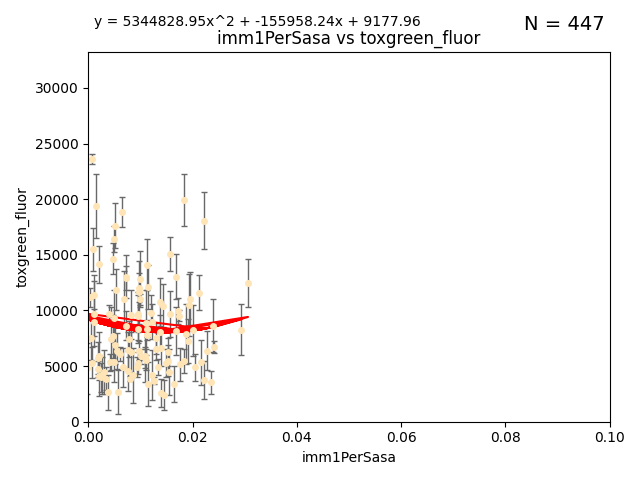 y = 5344828.95x^2 + -155958.24x + 9177.96
N = 447
imm1PerSasa vs toxgreen_fluor
toxgreen_fluor
30000
25000
20000
15000
10000
5000
0
0.00 0.02 0.04 0.06 0.08 0.10
imm1PerSasa